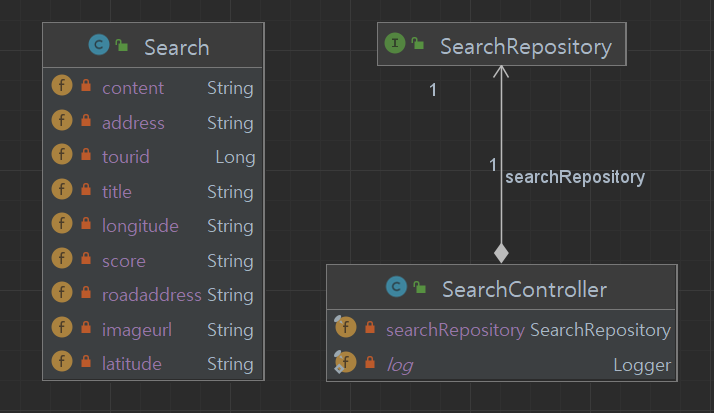 C Search
f content String
f address String
f tourid Long
f title String
f longitude String
f score String
f roadaddress String
f imageurl String
f latitude String
I SearchRepository
1
1
searchRepository
C SearchController
f searchRepository SearchRepository
f log Logger